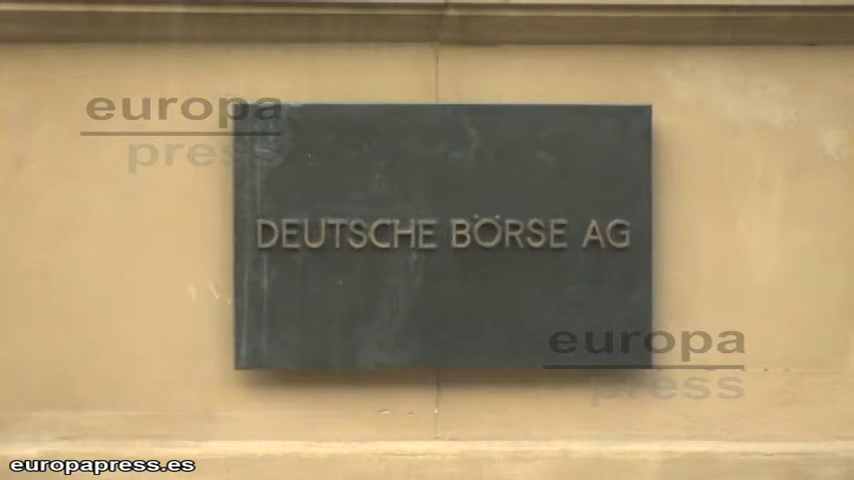 europa
press
DEUTSCHE BÖRSE AG
europa
press
europapress.es